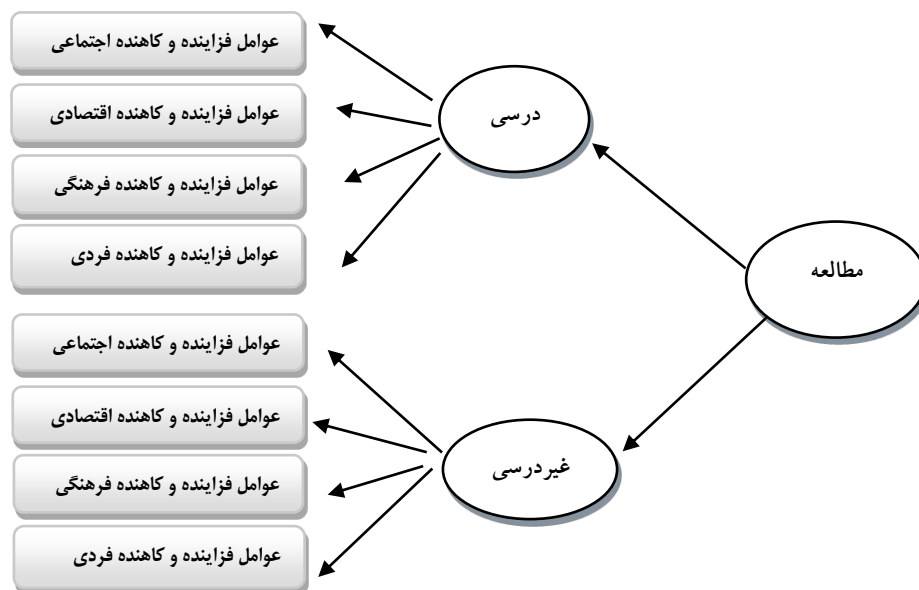 مطالعه
درسی
عوامل فزاینده و کاهنده اجتماعی
عوامل فزاینده و کاهنده اقتصادی
عوامل فزاینده و کاهنده فرهنگی
عوامل فزاینده و کاهنده فردی
غیردرسی
عوامل فزاینده و کاهنده اجتماعی
عوامل فزاینده و کاهنده اقتصادی
عوامل فزاینده و کاهنده فرهنگی
عوامل فزاینده و کاهنده فردی